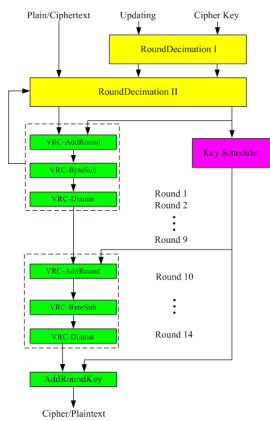 Plain/Ciphertext
Updating
Cipher Key
RoundDecimation I
RoundDecimation II
VRC-AddRound
VRC-ByteSub
VRC-Diamat
Key Scheduler
Round 1
Round 2
Round 9
VRC-AddRound
VRC-ByteSub
VRC-Diamat
Round 10
Round 14
AddRoundKey
Cipher/Plaintext